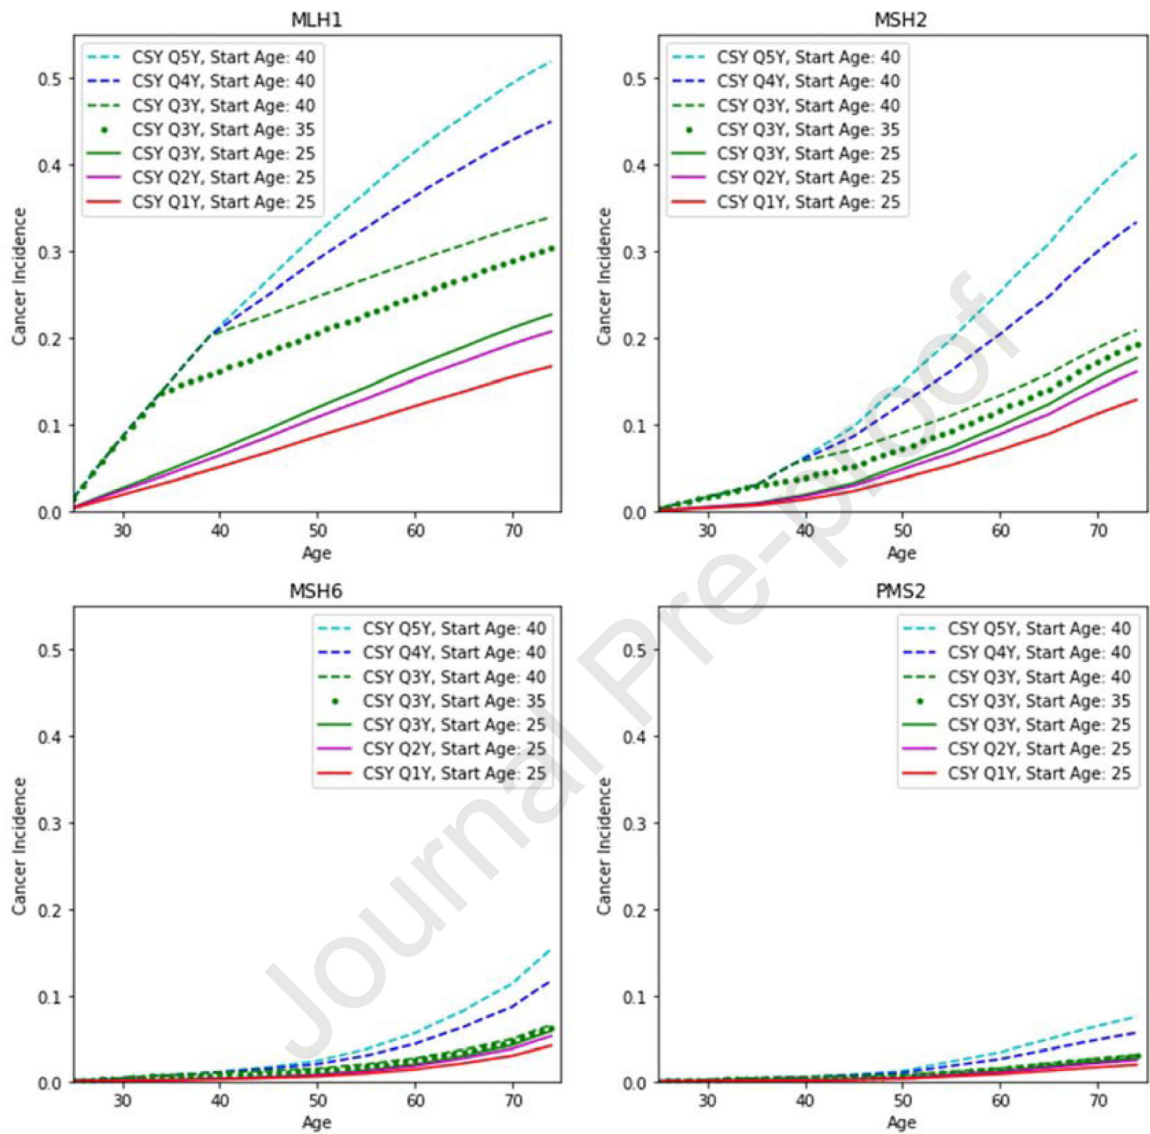 MLH1
CSY Q5Y, Start Age: 40
CSY Q4Y, Start Age: 40
CSY Q3Y, Start Age: 40
CSY Q3Y, Start Age: 35
CSY Q3Y, Start Age: 25
CSY Q2Y, Start Age: 25
CSY Q1Y, Start Age: 25
Cancer Incidence
0.5
0.4
0.3
0.2
0.1
0.0
30 40 50 60 70
Age
MSH2
CSY Q5Y, Start Age: 40
CSY Q4Y, Start Age: 40
CSY Q3Y, Start Age: 40
CSY Q3Y, Start Age: 35
CSY Q3Y, Start Age: 25
CSY Q2Y, Start Age: 25
CSY Q1Y, Start Age: 25
Cancer Incidence
0.5
0.4
0.3
0.2
0.1
0.0
30 40 50 60 70
Age
MSH6
CSY Q5Y, Start Age: 40
CSY Q4Y, Start Age: 40
CSY Q3Y, Start Age: 40
CSY Q3Y, Start Age: 35
CSY Q3Y, Start Age: 25
CSY Q2Y, Start Age: 25
CSY Q1Y, Start Age: 25
Cancer Incidence
0.5
0.4
0.3
0.2
0.1
0.0
30 40 50 60 70
Age
PMS2
CSY Q5Y, Start Age: 40
CSY Q4Y, Start Age: 40
CSY Q3Y, Start Age: 40
CSY Q3Y, Start Age: 35
CSY Q3Y, Start Age: 25
CSY Q2Y, Start Age: 25
CSY Q1Y, Start Age: 25
Cancer Incidence
0.5
0.4
0.3
0.2
0.1
0.0
30 40 50 60 70
Age
Journal Pre-proof